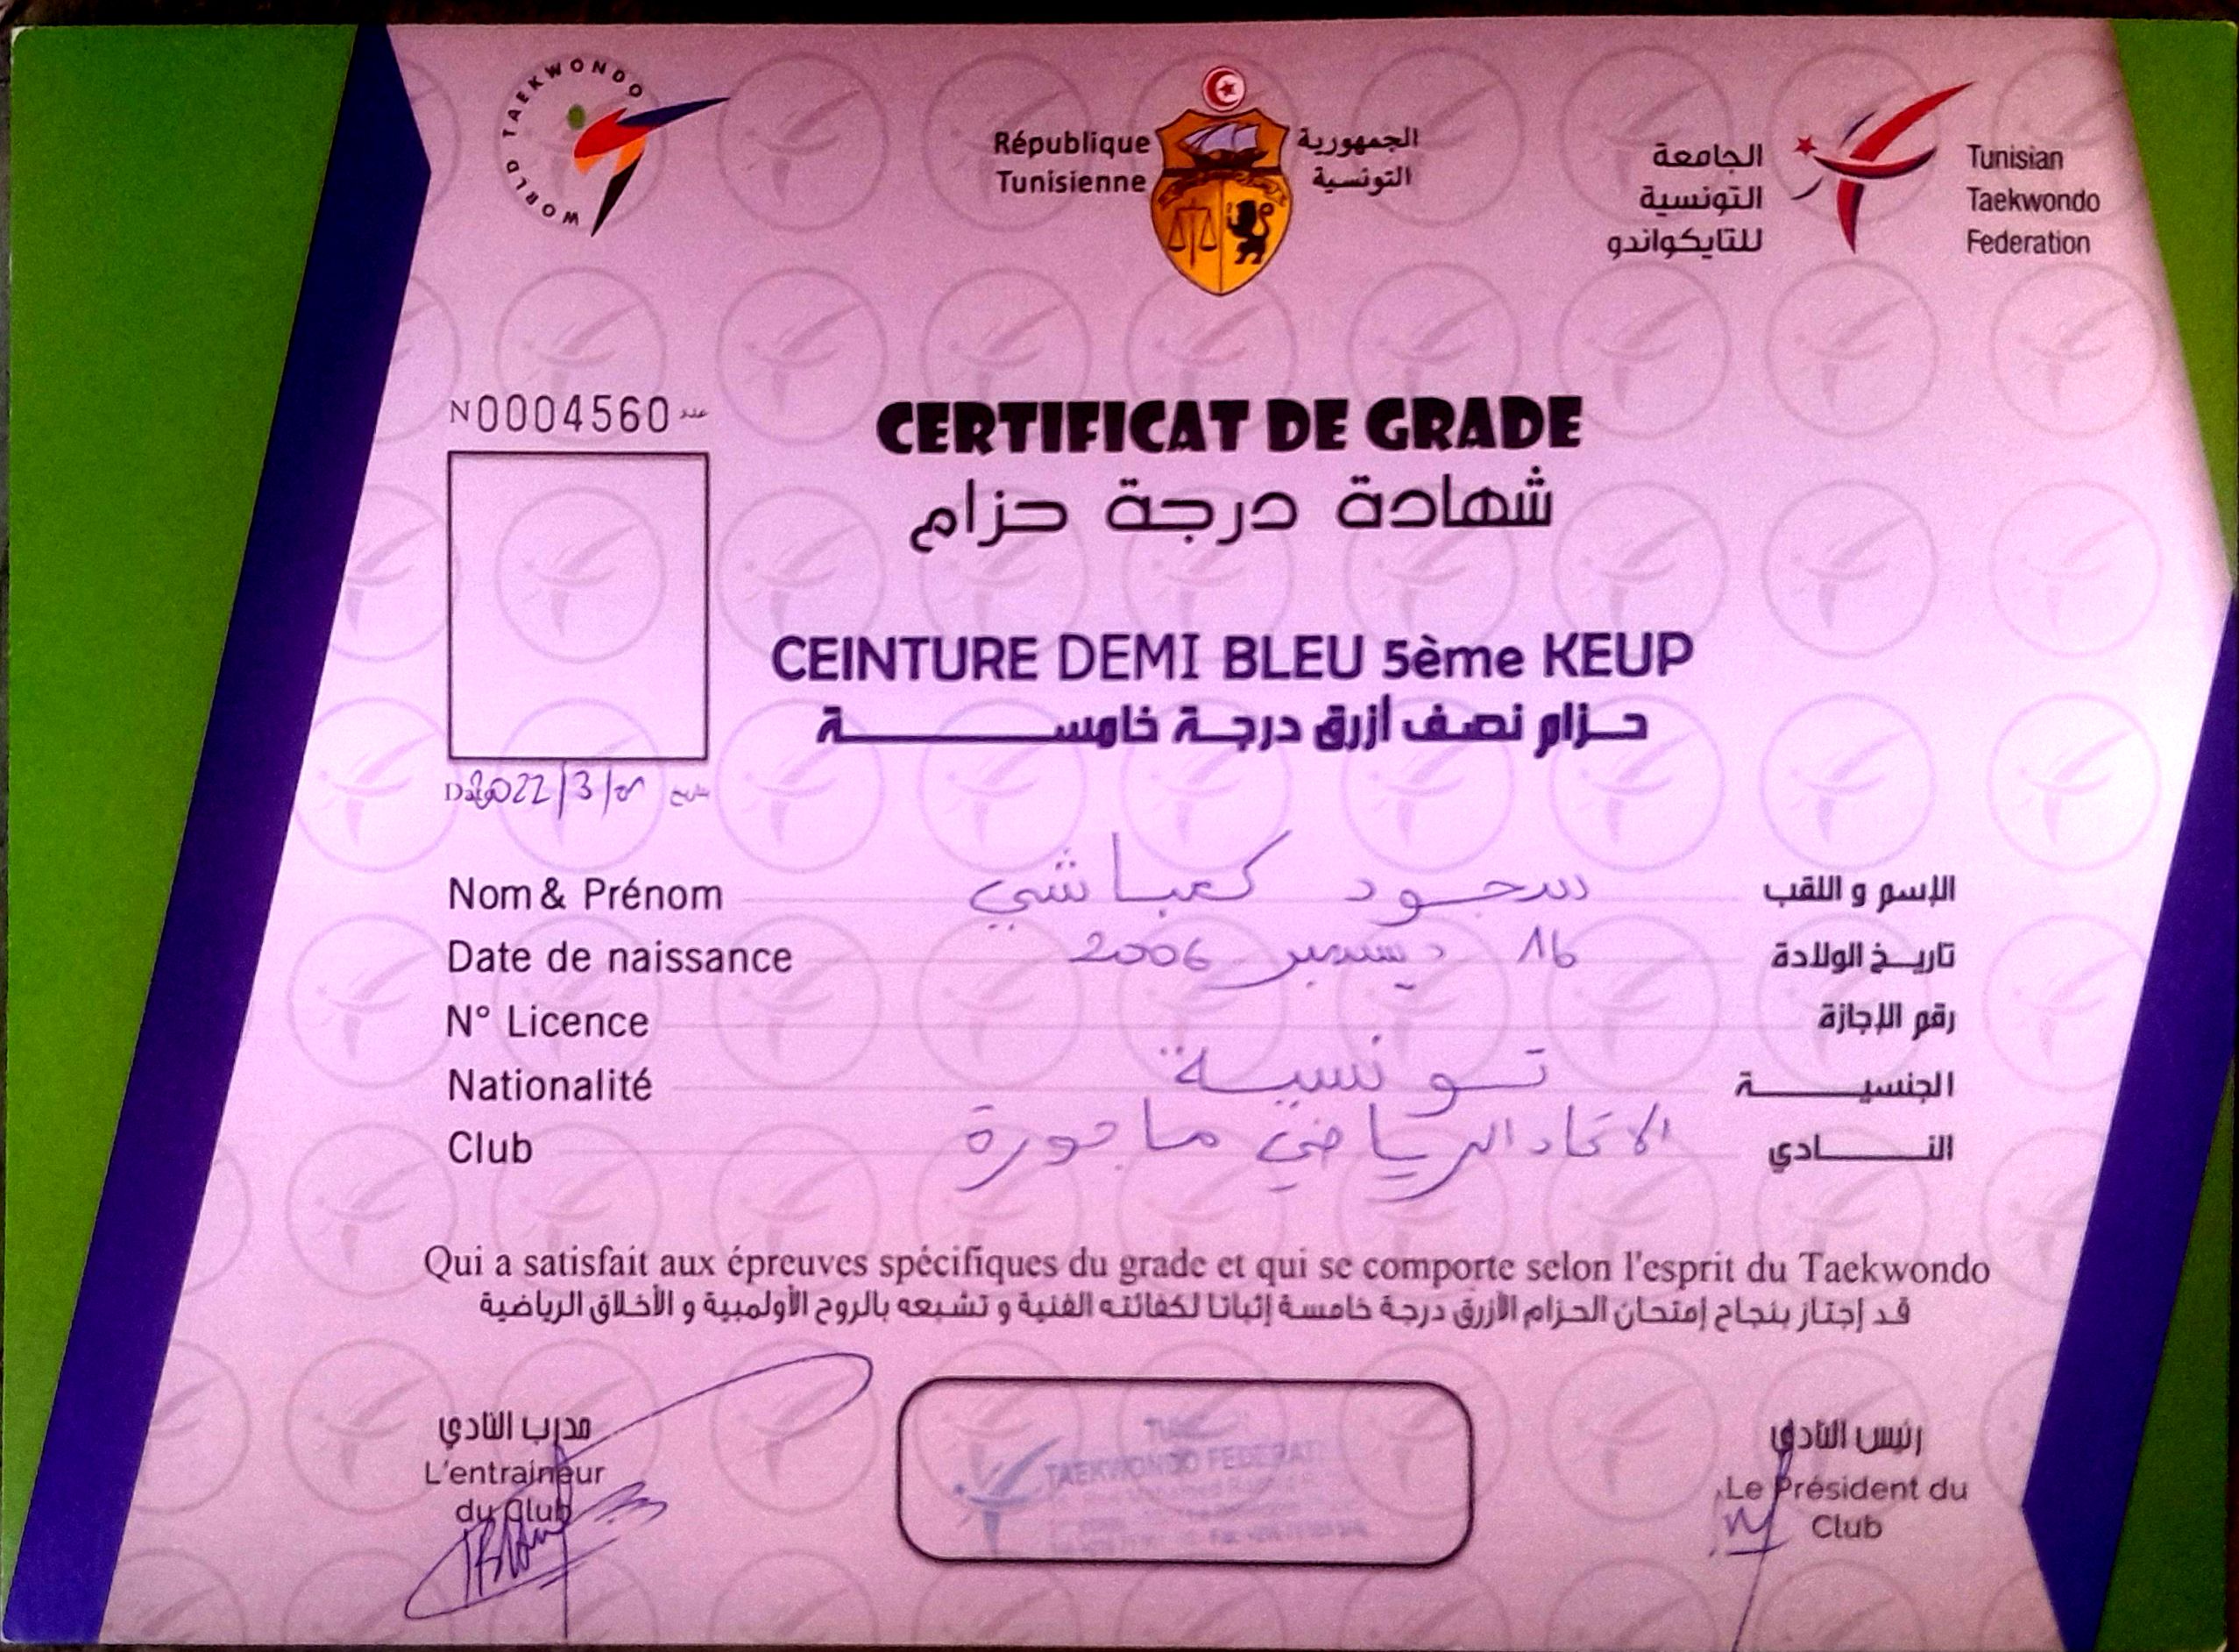 WORLD TAEKWONDO
République
Tunisienne
الجمهورية
التونسية
الجامعة
التونسية
للتايكواندو
Tunisian
Taekwondo
Federation
N0004560 عدد
CERTIFICAT DE GRADE
شهادة درجة حزام
CEINTURE DEMI BLEU 5ème KEUP
حزام نصف أزرق درجة خامسة
Date 2022/3/ تاريخ
Nom & Prénom سجود كعباشي الإسم و اللقب
Date de naissance 16 ديسمبر 2006 تاريخ الولادة
N° Licence رقم الإجازة
Nationalité تونسية الجنسية
Club الاتحاد الرياضي ماجورة النادي
Qui a satisfait aux épreuves spécifiques du grade et qui se comporte selon l'esprit du Taekwondo
قد إجتاز بنجاح إمتحان الحزام الأزرق درجة خامسة إثباتا لكفائته الفنية و تشبعه بالروح الأولمبية و الأخلاق الرياضية
مدرب النادي
L'entraineur
du Club
TAEKWONDO FEDERATI
رئيس النادي
Le Président du
Club